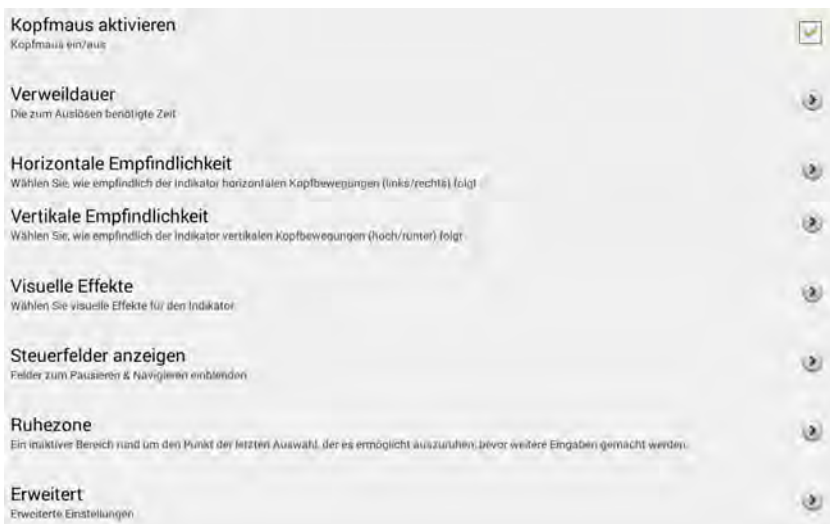 Kopfmaus aktivieren
Kopfmaus ein/aus
Verweildauer
Die zum Auslösen benötigte Zeit
Horizontale Empfindlichkeit
Wählen Sie, wie empfindlich der Indikator horizontalen Kopfbewegungen (links/rechts) folgt
Vertikale Empfindlichkeit
Wählen Sie, wie empfindlich der Indikator vertikalen Kopfbewegungen (hoch/runter) folgt
Visuelle Effekte
Wählen Sie visuelle Effekte für den Indikator
Steuerfelder anzeigen
Felder zum Pausieren & Navigieren einblenden
Ruhezone
Ein inaktiver Bereich rund um den Punkt der letzten Auswahl, der es ermöglicht auszuruhen, bevor weitere Eingaben gemacht werden.
Erweitert
Erweiterte Einstellungen